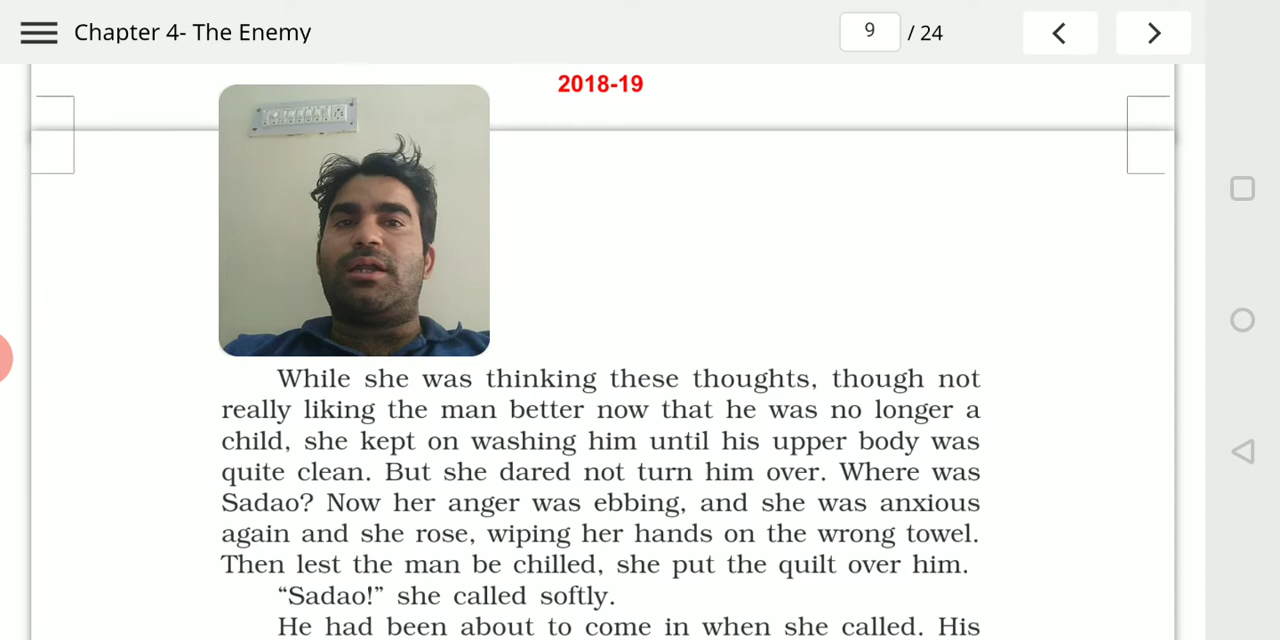 Chapter 4- The Enemy
9 / 24
2018-19
While she was thinking these thoughts, though not
really liking the man better now that he was no longer a
child, she kept on washing him until his upper body was
quite clean. But she dared not turn him over. Where was
Sadao? Now her anger was ebbing, and she was anxious
again and she rose, wiping her hands on the wrong towel.
Then lest the man be chilled, she put the quilt over him.
“Sadao!” she called softly.
He had been about to come in when she called. His